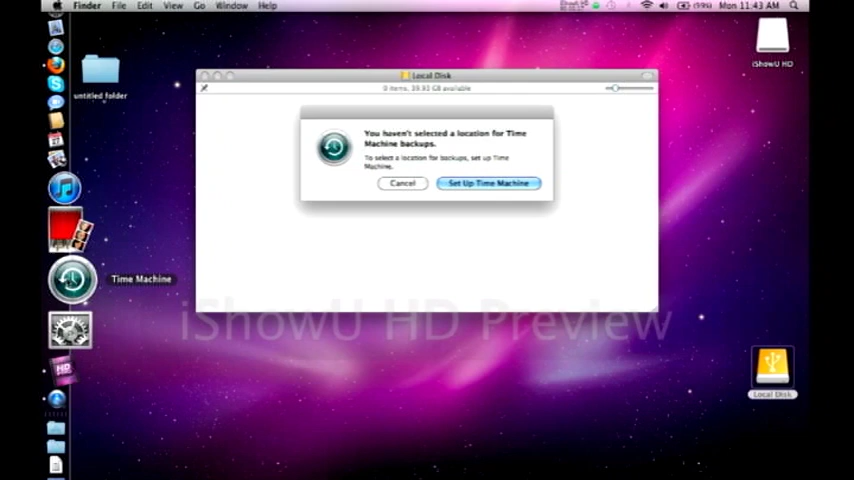 Finder File Edit View Go Window Help
(99%) Mon 11:43 AM
iShowU HD
untitled folder
Local Disk
0 items, 39.93 GB available
You haven't selected a location for Time
Machine backups.
To select a location for backups, set up Time
Machine.
Cancel
Set Up Time Machine
Time Machine
iShowU HD Preview
HD
Local Disk